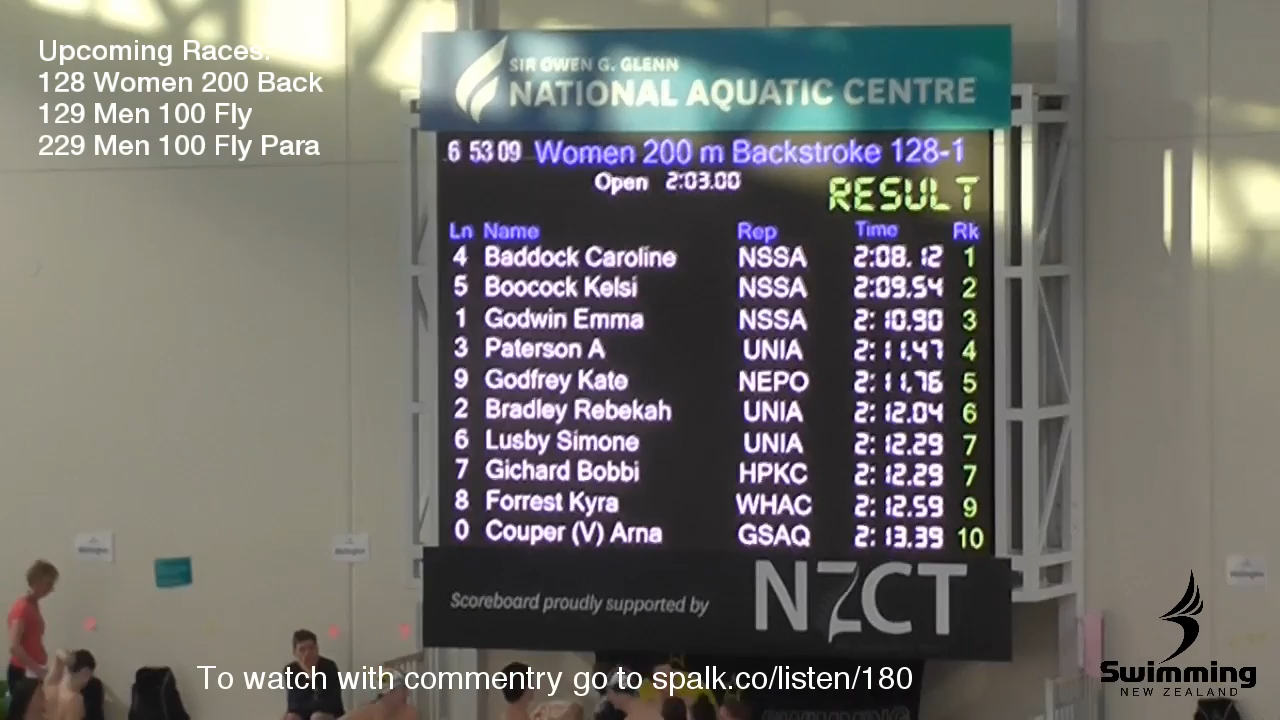 Upcoming Races:
128 Women 200 Back
129 Men 100 Fly
229 Men 100 Fly Para
SIR OWEN G. GLENN
NATIONAL AQUATIC CENTRE
6 53 09 Women 200 m Backstroke 128-1
Open 2:03.00 RESULT
Ln Name Rep Time Rk
4 Baddock Caroline NSSA 2:08.12 1
5 Boocock Kelsi NSSA 2:09.54 2
1 Godwin Emma NSSA 2:10.90 3
3 Paterson A UNIA 2:11.47 4
9 Godfrey Kate NEPO 2:11.76 5
2 Bradley Rebekah UNIA 2:12.04 6
6 Lusby Simone UNIA 2:12.29 7
7 Gichard Bobbi HPKC 2:12.29 7
8 Forrest Kyra WHAC 2:12.59 9
0 Couper (V) Arna GSAQ 2:13.39 10
Scoreboard proudly supported by NZCT
To watch with commentry go to spalk.co/listen/180
Swimming
NEW ZEALAND